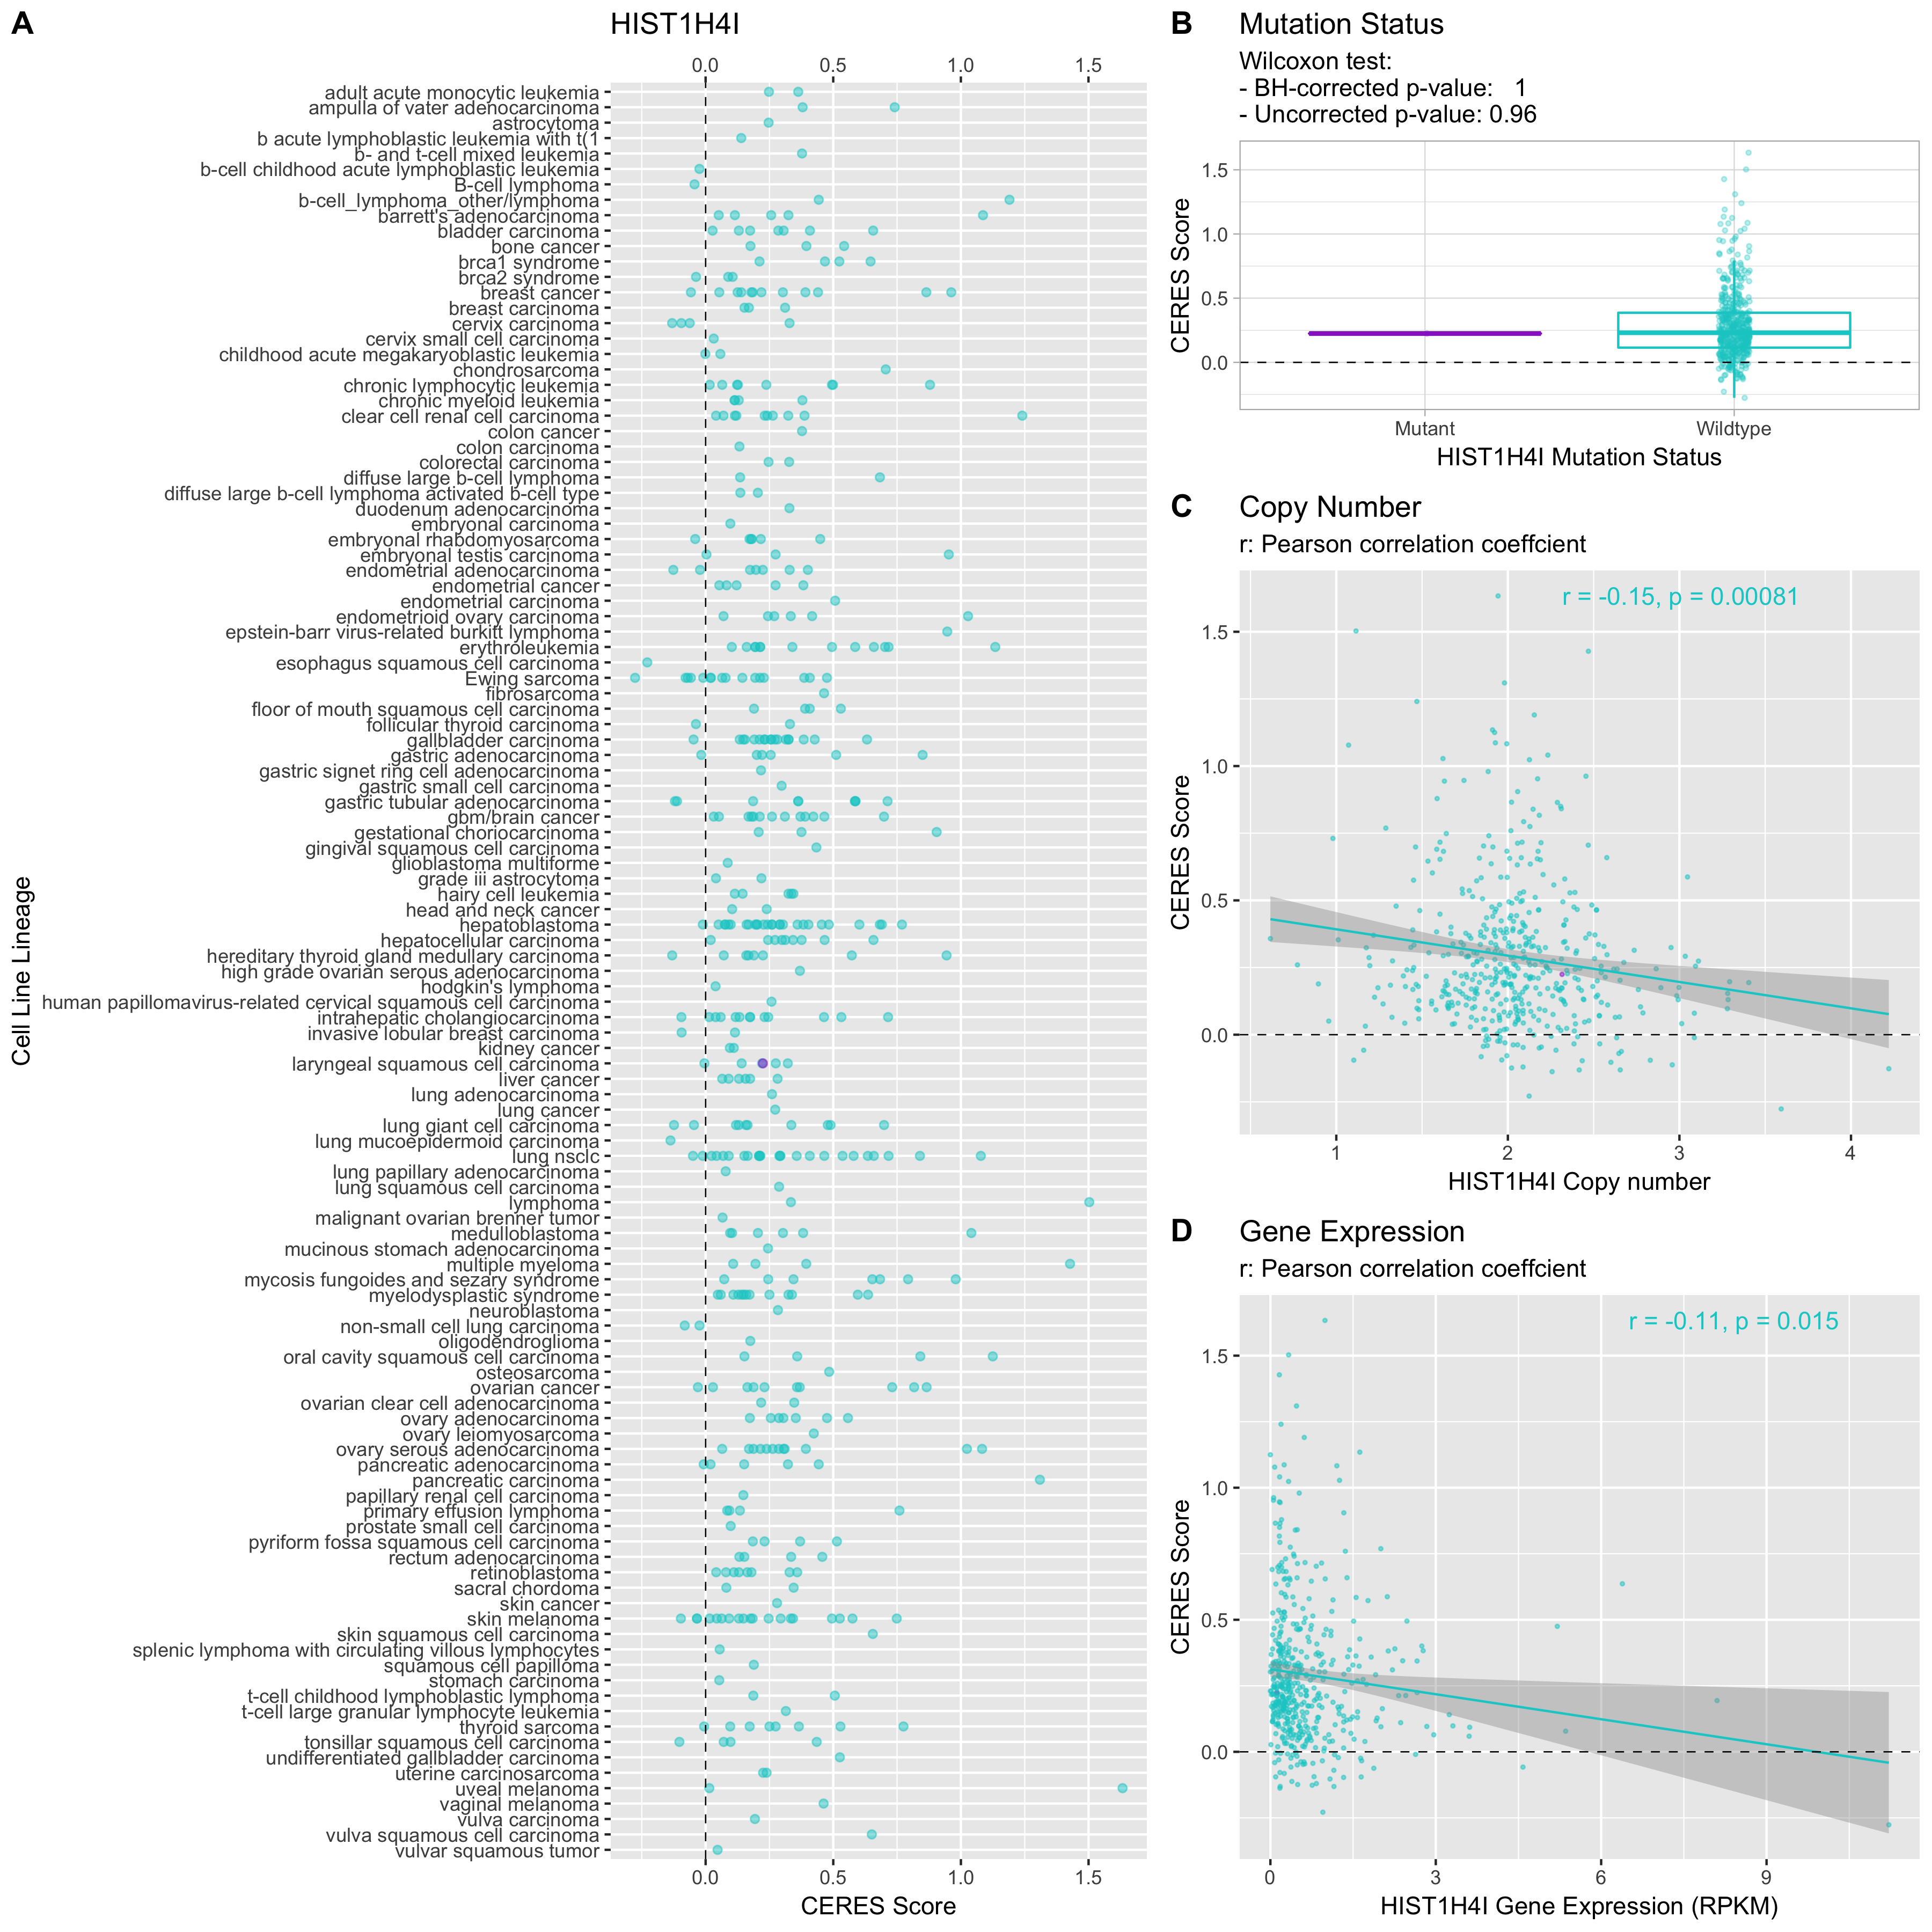 A
HIST1H4I
0.0 0.5 1.0 1.5
adult acute monocytic leukemia
ampulla of vater adenocarcinoma
astrocytoma
b acute lymphoblastic leukemia with t(1
b- and t-cell mixed leukemia
b-cell childhood acute lymphoblastic leukemia
B-cell lymphoma
b-cell_lymphoma_other/lymphoma
barrett's adenocarcinoma
bladder carcinoma
bone cancer
brca1 syndrome
brca2 syndrome
breast cancer
breast carcinoma
cervix carcinoma
cervix small cell carcinoma
childhood acute megakaryoblastic leukemia
chondrosarcoma
chronic lymphocytic leukemia
chronic myeloid leukemia
clear cell renal cell carcinoma
colon cancer
colon carcinoma
colorectal carcinoma
diffuse large b-cell lymphoma
diffuse large b-cell lymphoma activated b-cell type
duodenum adenocarcinoma
embryonal carcinoma
embryonal rhabdomyosarcoma
embryonal testis carcinoma
endometrial adenocarcinoma
endometrial cancer
endometrial carcinoma
endometrioid ovary carcinoma
epstein-barr virus-related burkitt lymphoma
erythroleukemia
esophagus squamous cell carcinoma
Ewing sarcoma
fibrosarcoma
floor of mouth squamous cell carcinoma
follicular thyroid carcinoma
gallbladder carcinoma
gastric adenocarcinoma
gastric signet ring cell adenocarcinoma
gastric small cell carcinoma
gastric tubular adenocarcinoma
gbm/brain cancer
gestational choriocarcinoma
gingival squamous cell carcinoma
glioblastoma multiforme
grade iii astrocytoma
hairy cell leukemia
head and neck cancer
hepatoblastoma
hepatocellular carcinoma
hereditary thyroid gland medullary carcinoma
high grade ovarian serous adenocarcinoma
hodgkin's lymphoma
human papillomavirus-related cervical squamous cell carcinoma
intrahepatic cholangiocarcinoma
invasive lobular breast carcinoma
kidney cancer
laryngeal squamous cell carcinoma
liver cancer
lung adenocarcinoma
lung cancer
lung giant cell carcinoma
lung mucoepidermoid carcinoma
lung nsclc
lung papillary adenocarcinoma
lung squamous cell carcinoma
lymphoma
malignant ovarian brenner tumor
medulloblastoma
mucinous stomach adenocarcinoma
multiple myeloma
mycosis fungoides and sezary syndrome
myelodysplastic syndrome
neuroblastoma
non-small cell lung carcinoma
oligodendroglioma
oral cavity squamous cell carcinoma
osteosarcoma
ovarian cancer
ovarian clear cell adenocarcinoma
ovary adenocarcinoma
ovary leiomyosarcoma
ovary serous adenocarcinoma
pancreatic adenocarcinoma
pancreatic carcinoma
papillary renal cell carcinoma
primary effusion lymphoma
prostate small cell carcinoma
pyriform fossa squamous cell carcinoma
rectum adenocarcinoma
retinoblastoma
sacral chordoma
skin cancer
skin melanoma
skin squamous cell carcinoma
splenic lymphoma with circulating villous lymphocytes
squamous cell papilloma
stomach carcinoma
t-cell childhood lymphoblastic lymphoma
t-cell large granular lymphocyte leukemia
thyroid sarcoma
tonsillar squamous cell carcinoma
undifferentiated gallbladder carcinoma
uterine carcinosarcoma
uveal melanoma
vaginal melanoma
vulva carcinoma
vulva squamous cell carcinoma
vulvar squamous tumor
0.0 0.5 1.0 1.5
CERES Score
Cell Line Lineage
B
Mutation Status
Wilcoxon test:
- BH-corrected p-value: 1
- Uncorrected p-value: 0.96
1.5
1.0
0.5
0.0
CERES Score
Mutant Wildtype
HIST1H4I Mutation Status
C
Copy Number
r: Pearson correlation coeffcient
r = -0.15, p = 0.00081
1.5
1.0
0.5
0.0
CERES Score
1 2 3 4
HIST1H4I Copy number
D
Gene Expression
r: Pearson correlation coeffcient
r = -0.11, p = 0.015
1.5
1.0
0.5
0.0
CERES Score
0 3 6 9
HIST1H4I Gene Expression (RPKM)